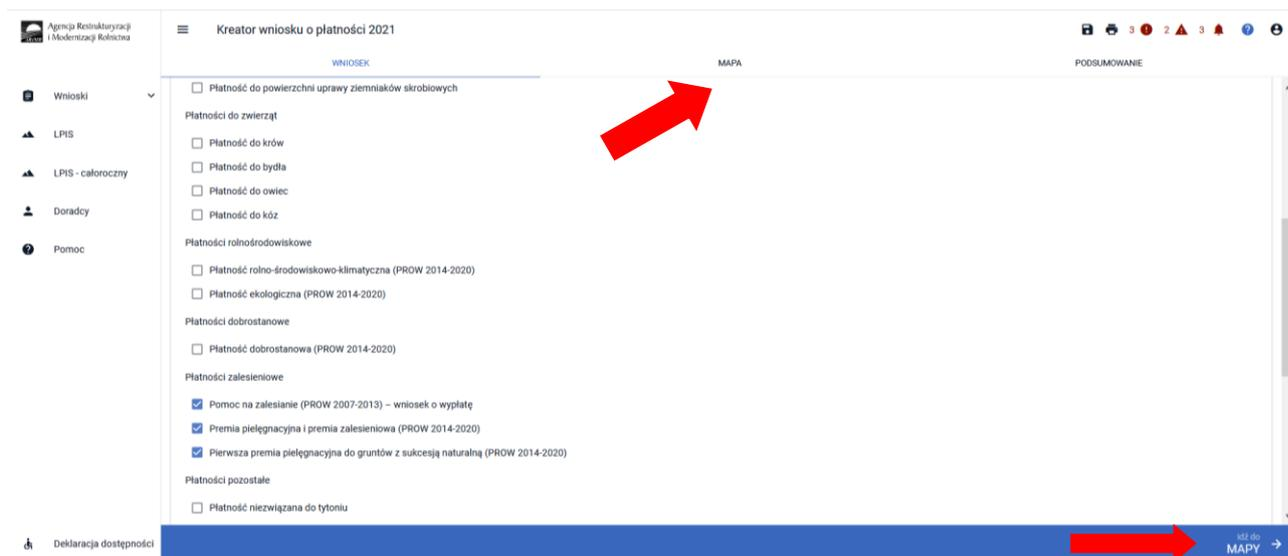 Agencja Restrukturyzacji
i Modernizacji Rolnictwa
Kreator wniosku o płatności 2021
3 2 3
WNIOSEK MAPA PODSUMOWANIE
Wnioski
LPIS
LPIS - całoroczny
Doradcy
Pomoc
Deklaracja dostępności
Płatność do powierzchni uprawy ziemniaków skrobiowych
Płatności do zwierząt
Płatność do krów
Płatność do bydła
Płatność do owiec
Płatność do kóz
Płatności rolnośrodowiskowe
Płatność rolno-środowiskowo-klimatyczna (PROW 2014-2020)
Płatność ekologiczna (PROW 2014-2020)
Płatności dobrostanowe
Płatność dobrostanowa (PROW 2014-2020)
Płatności zalesieniowe
Pomoc na zalesianie (PROW 2007-2013) – wniosek o wypłatę
Premia pielęgnacyjna i premia zalesieniowa (PROW 2014-2020)
Pierwsza premia pielęgnacyjna do gruntów z sukcesją naturalną (PROW 2014-2020)
Płatności pozostałe
Płatność niezwiązana do tytoniu
Idź do
MAPY